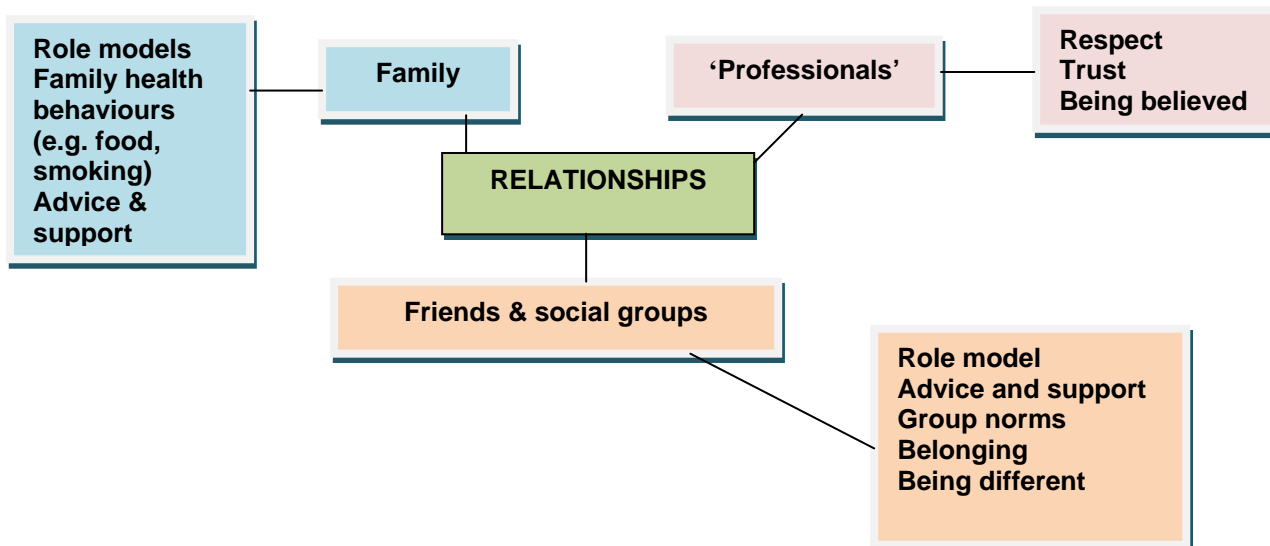 Role models
Family health
behaviours
(e.g. food,
smoking)
Advice &
support
Family
‘Professionals’
Respect
Trust
Being believed
RELATIONSHIPS
Friends & social groups
Role model
Advice and support
Group norms
Belonging
Being different